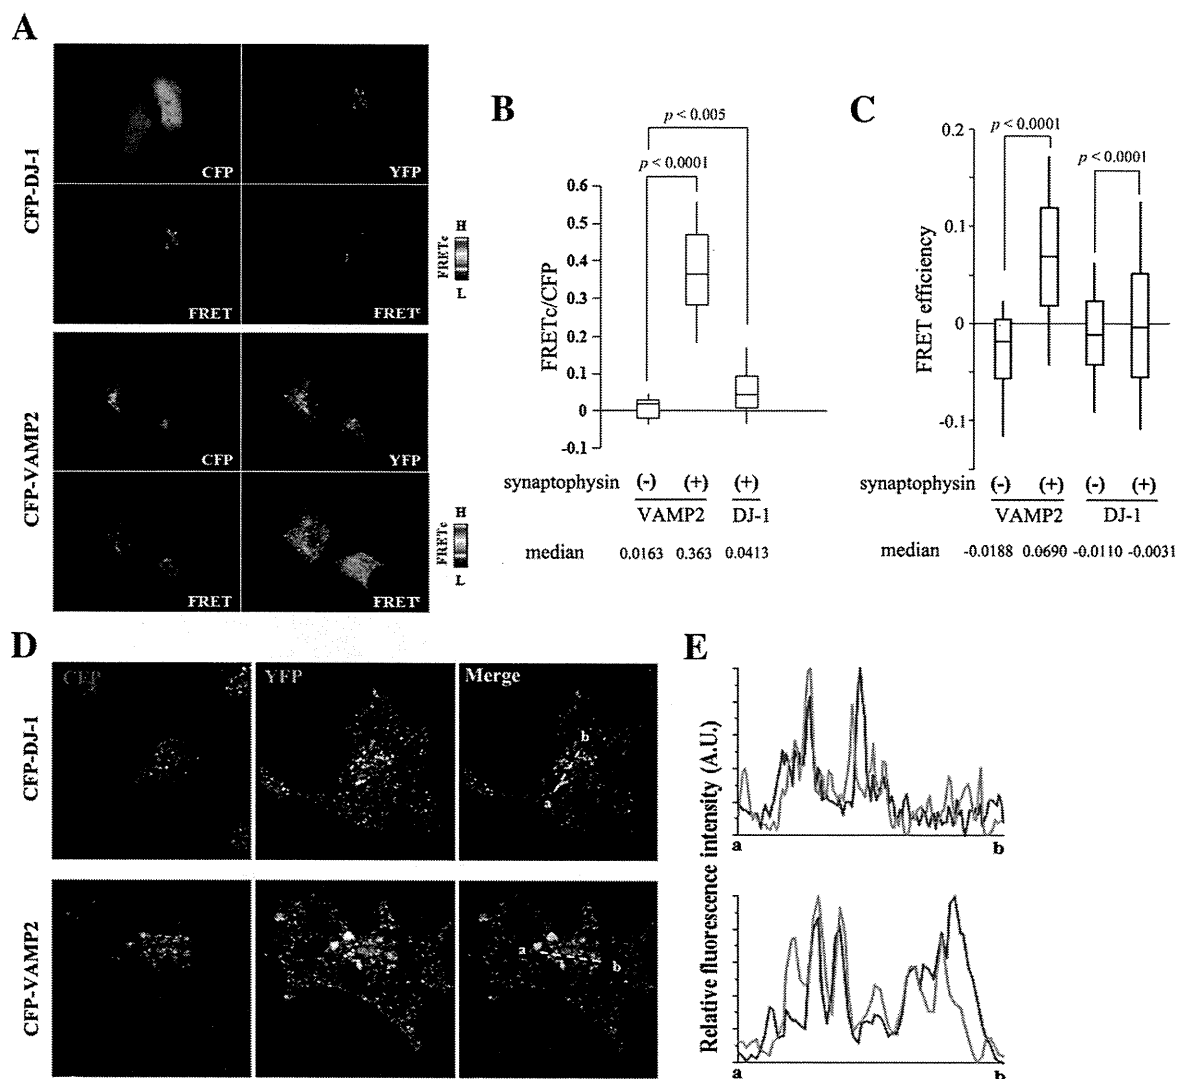 A
CFP-DJ-1
CFP
YFP
FRET
FRETc
H
FRETc
L
CFP-VAMP2
CFP
YFP
FRET
FRETc
H
FRETc
L
B
p < 0.005
p < 0.0001
FRETc/CFP
0.6
0.5
0.4
0.3
0.2
0.1
0
-0.1
synaptophysin (-) (+) (+)
VAMP2 DJ-1
median 0.0163 0.363 0.0413
C
p < 0.0001
p < 0.0001
FRET efficiency
0.2
0.1
0
-0.1
synaptophysin (-) (+) (-) (+)
VAMP2 DJ-1
median -0.0188 0.0690 -0.0110 -0.0031
D
CFP-DJ-1
CFP
YFP
Merge
b
a
CFP-VAMP2
a
b
E
Relative fluorescence intensity (A.U.)
a b
a b